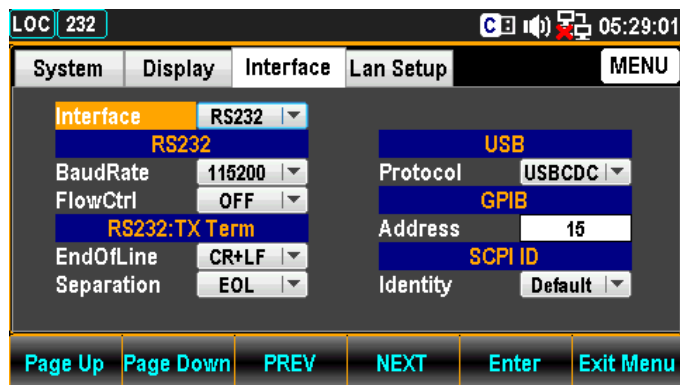 LOC 232 C 05:29:01
System Display Interface Lan Setup MENU
Interface RS232
RS232 USB
BaudRate 115200 Protocol USBCDC
FlowCtrl OFF GPIB
RS232:TX Term Address 15
EndOfLine CR+LF SCPI ID
Separation EOL Identity Default
Page Up Page Down PREV NEXT Enter Exit Menu